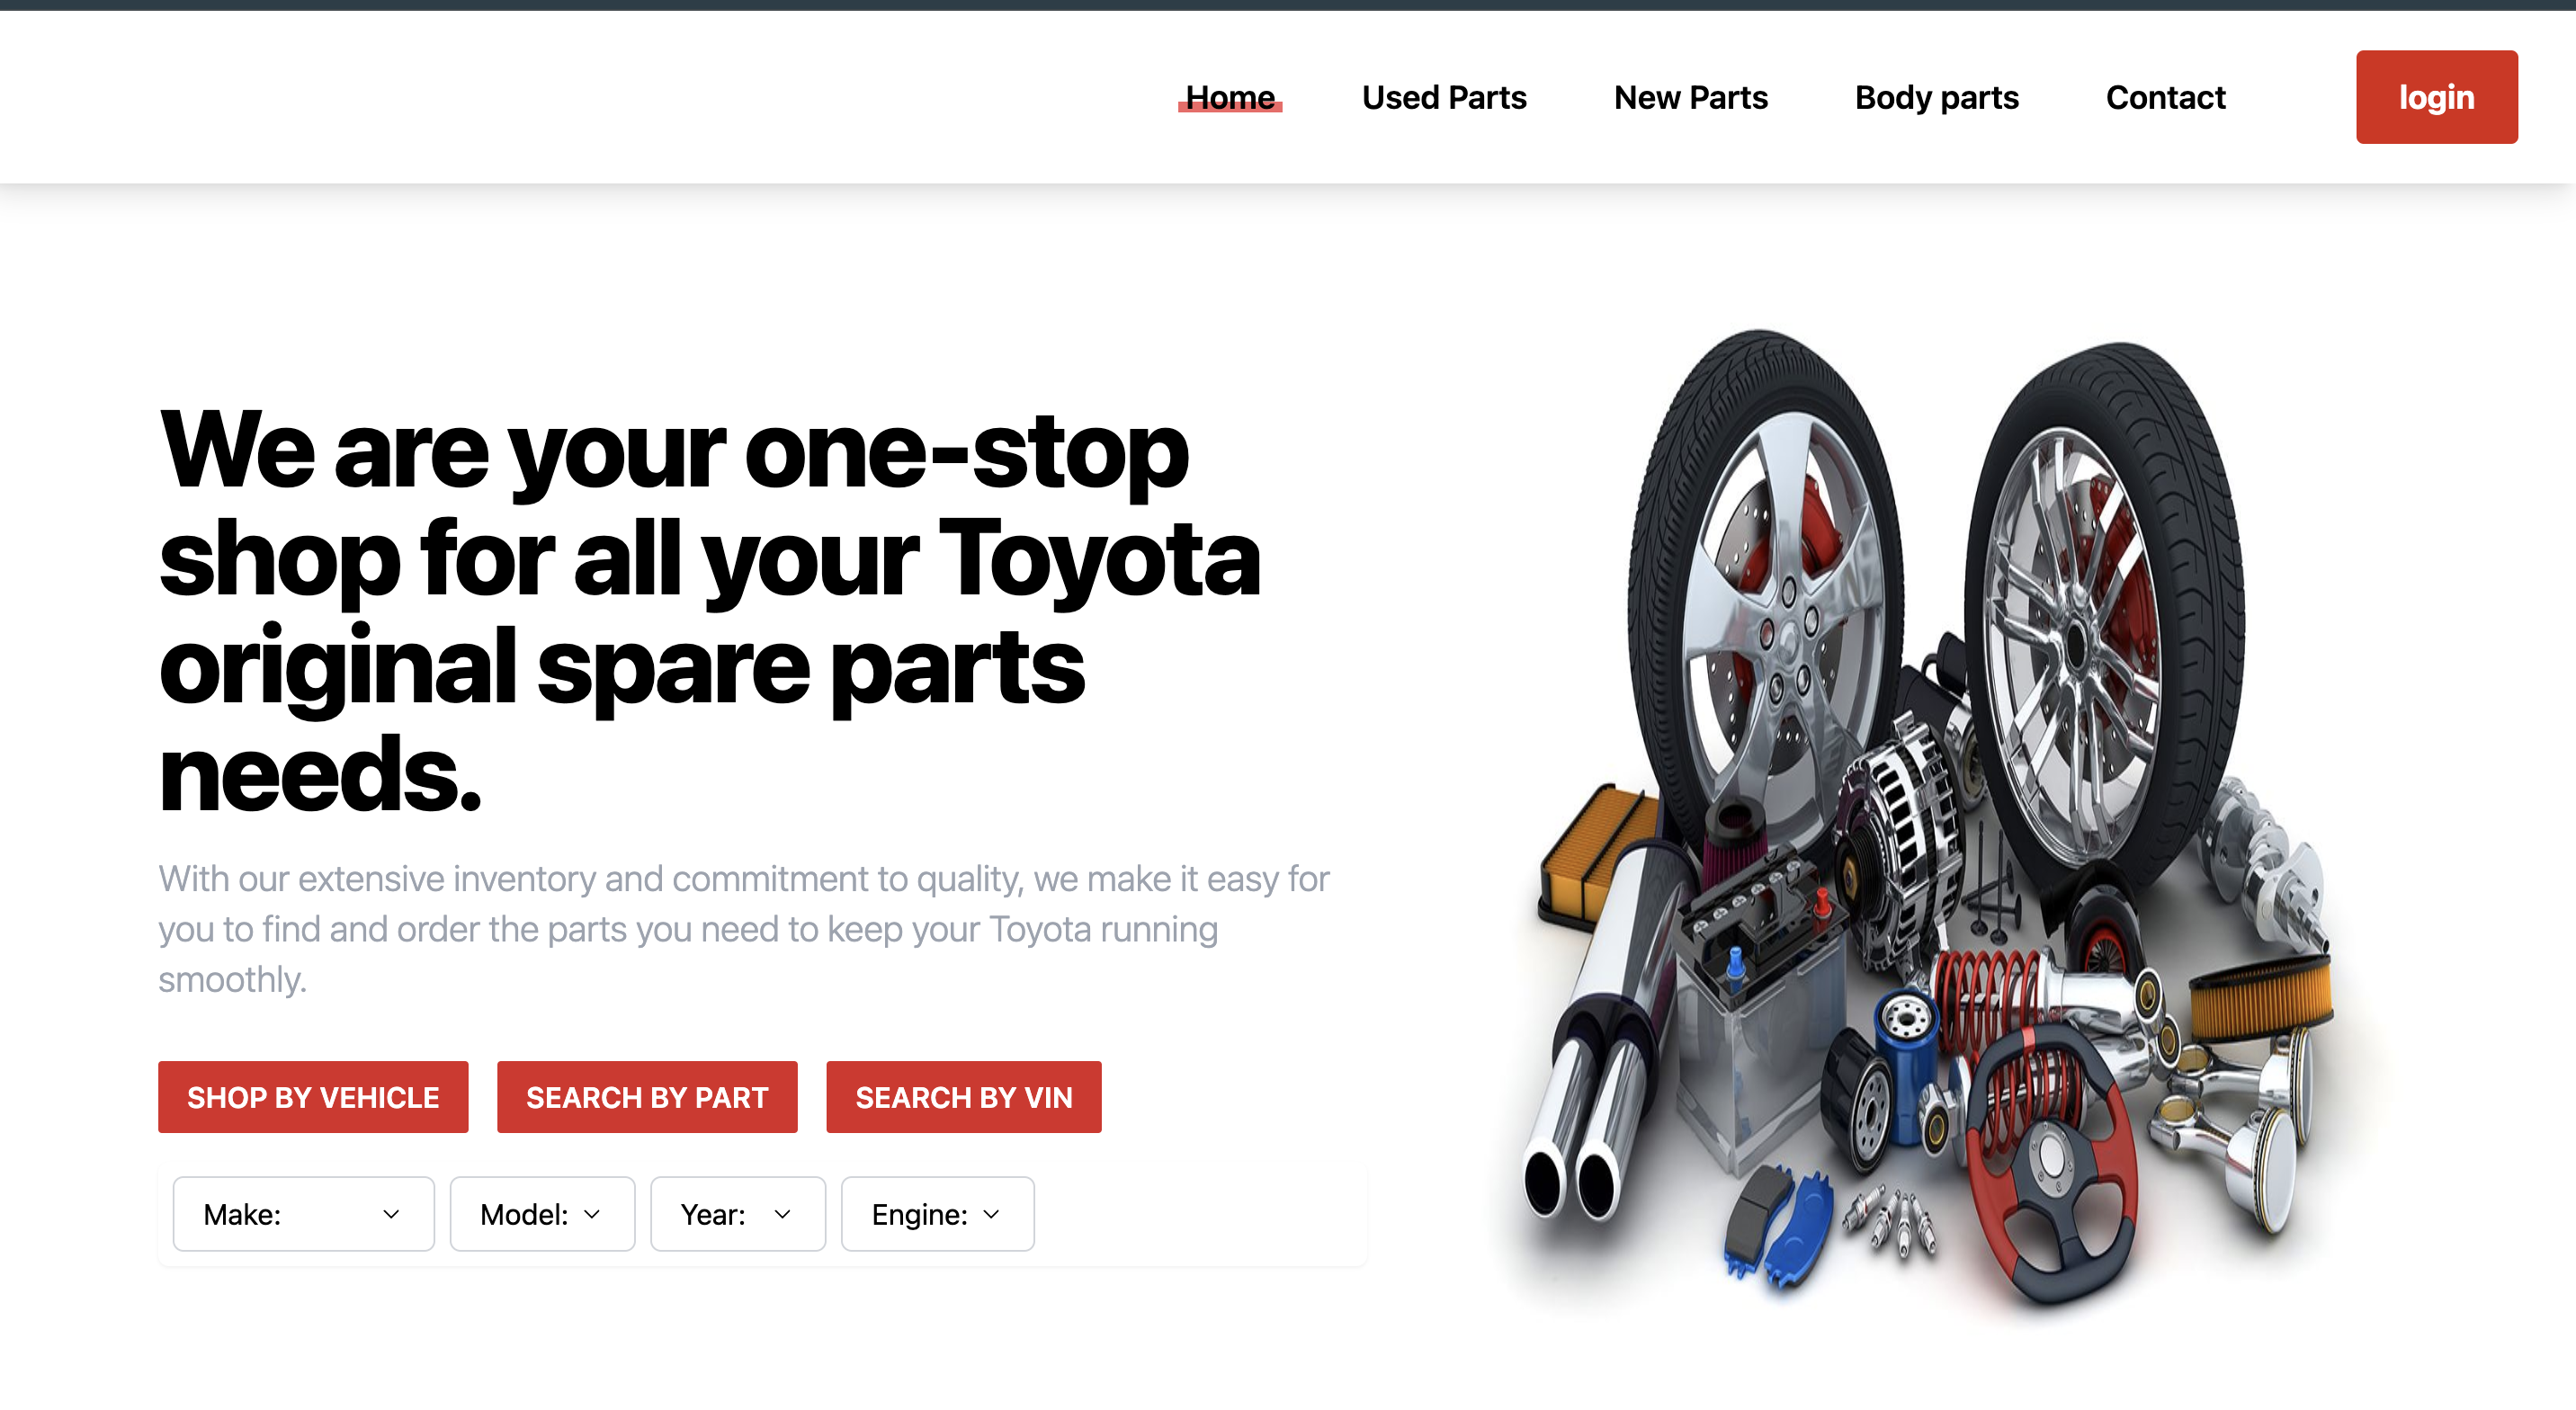 Home
Used Parts
New Parts
Body parts
Contact
login
We are your one-stop
shop for all your Toyota
original spare parts
needs.
With our extensive inventory and commitment to quality, we make it easy for
you to find and order the parts you need to keep your Toyota running
smoothly.
SHOP BY VEHICLE
SEARCH BY PART
SEARCH BY VIN
Make:
Model:
Year:
Engine: